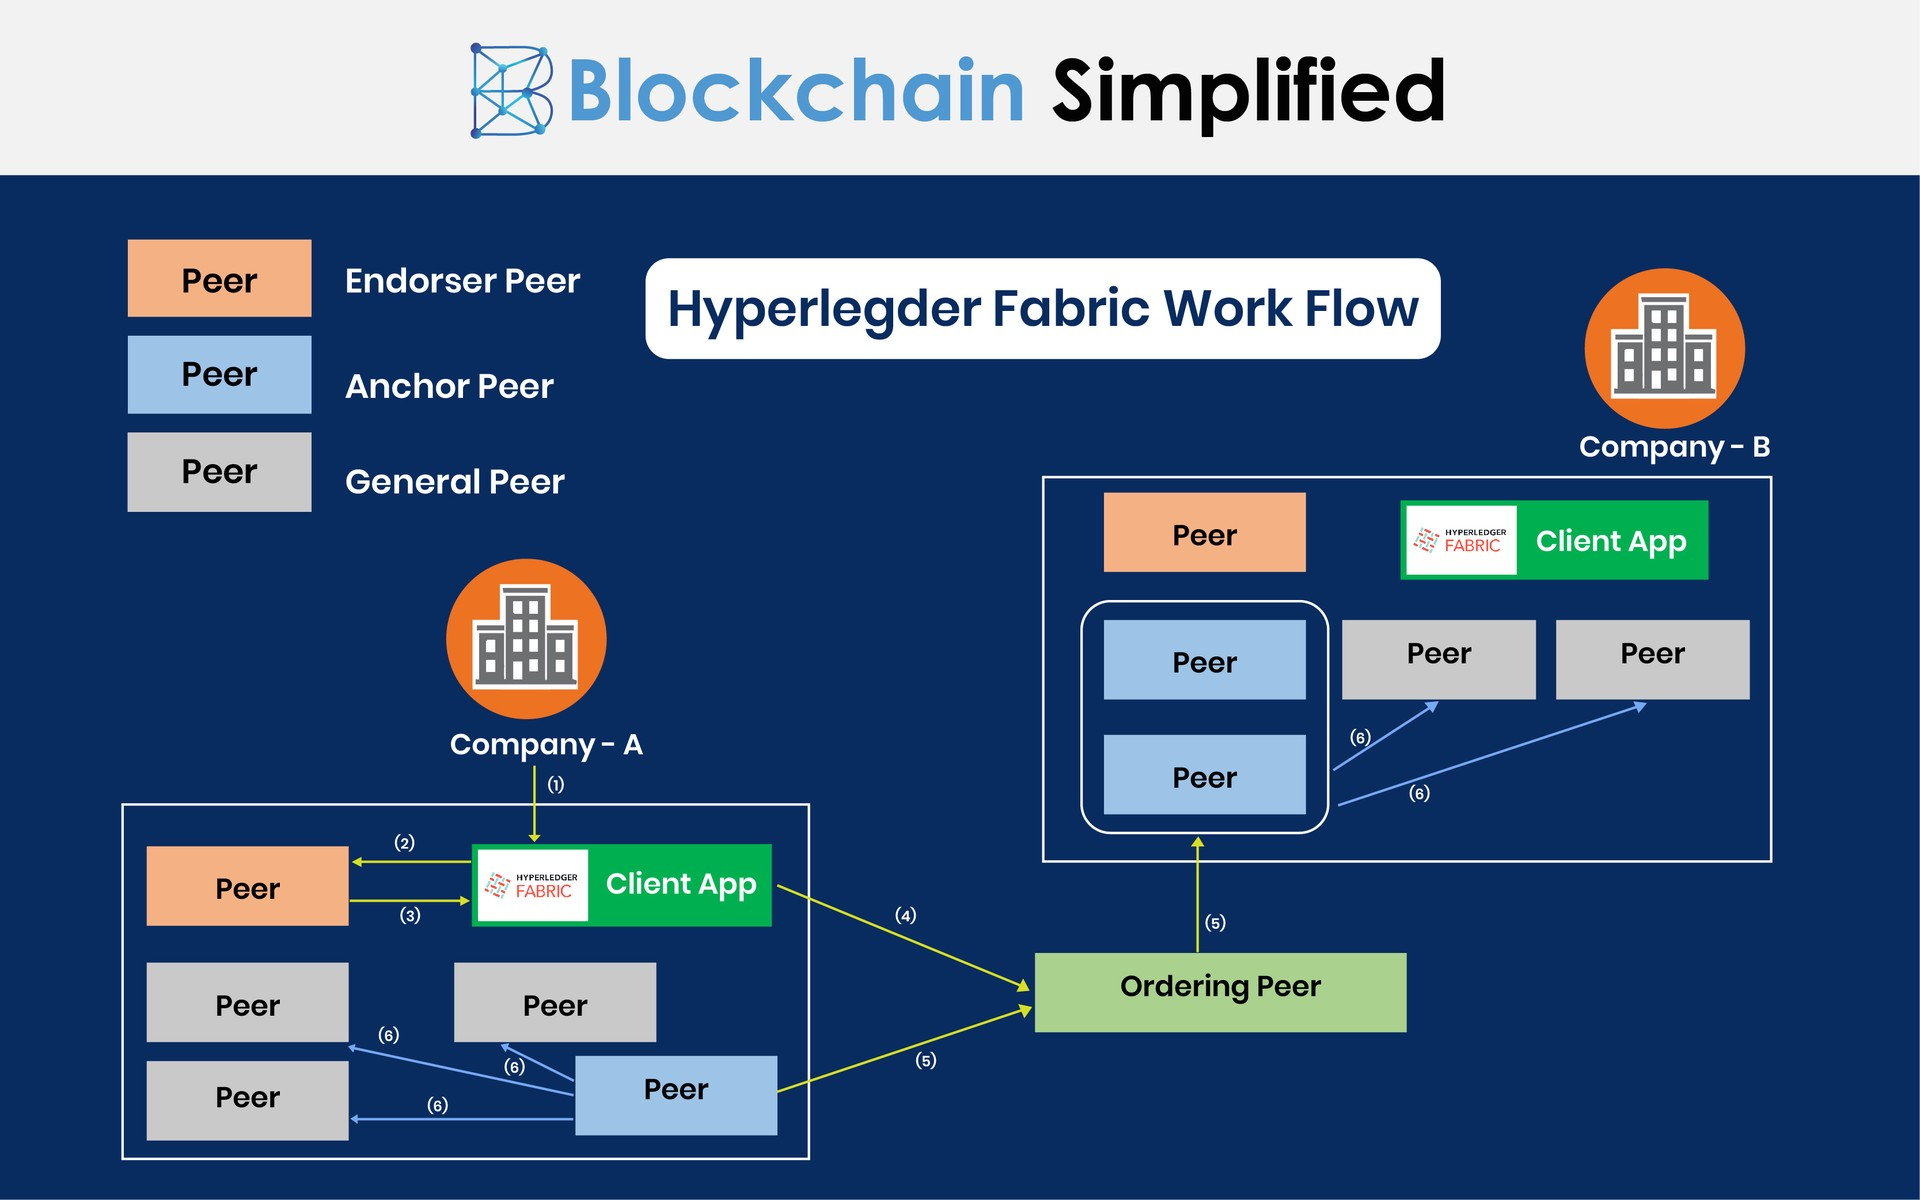 Blockchain Simplified
Peer
Endorser Peer
Hyperlegder Fabric Work Flow
Peer
Anchor Peer
Peer
General Peer
Company - B
Peer
HYPERLEDGER
FABRIC
Client App
Peer
Peer
Peer
Peer
(6)
(6)
Company - A
(1)
Peer
(2)
(3)
HYPERLEDGER
FABRIC
Client App
(4)
(5)
Ordering Peer
(5)
Peer
Peer
(6)
(6)
Peer
(6)
Peer